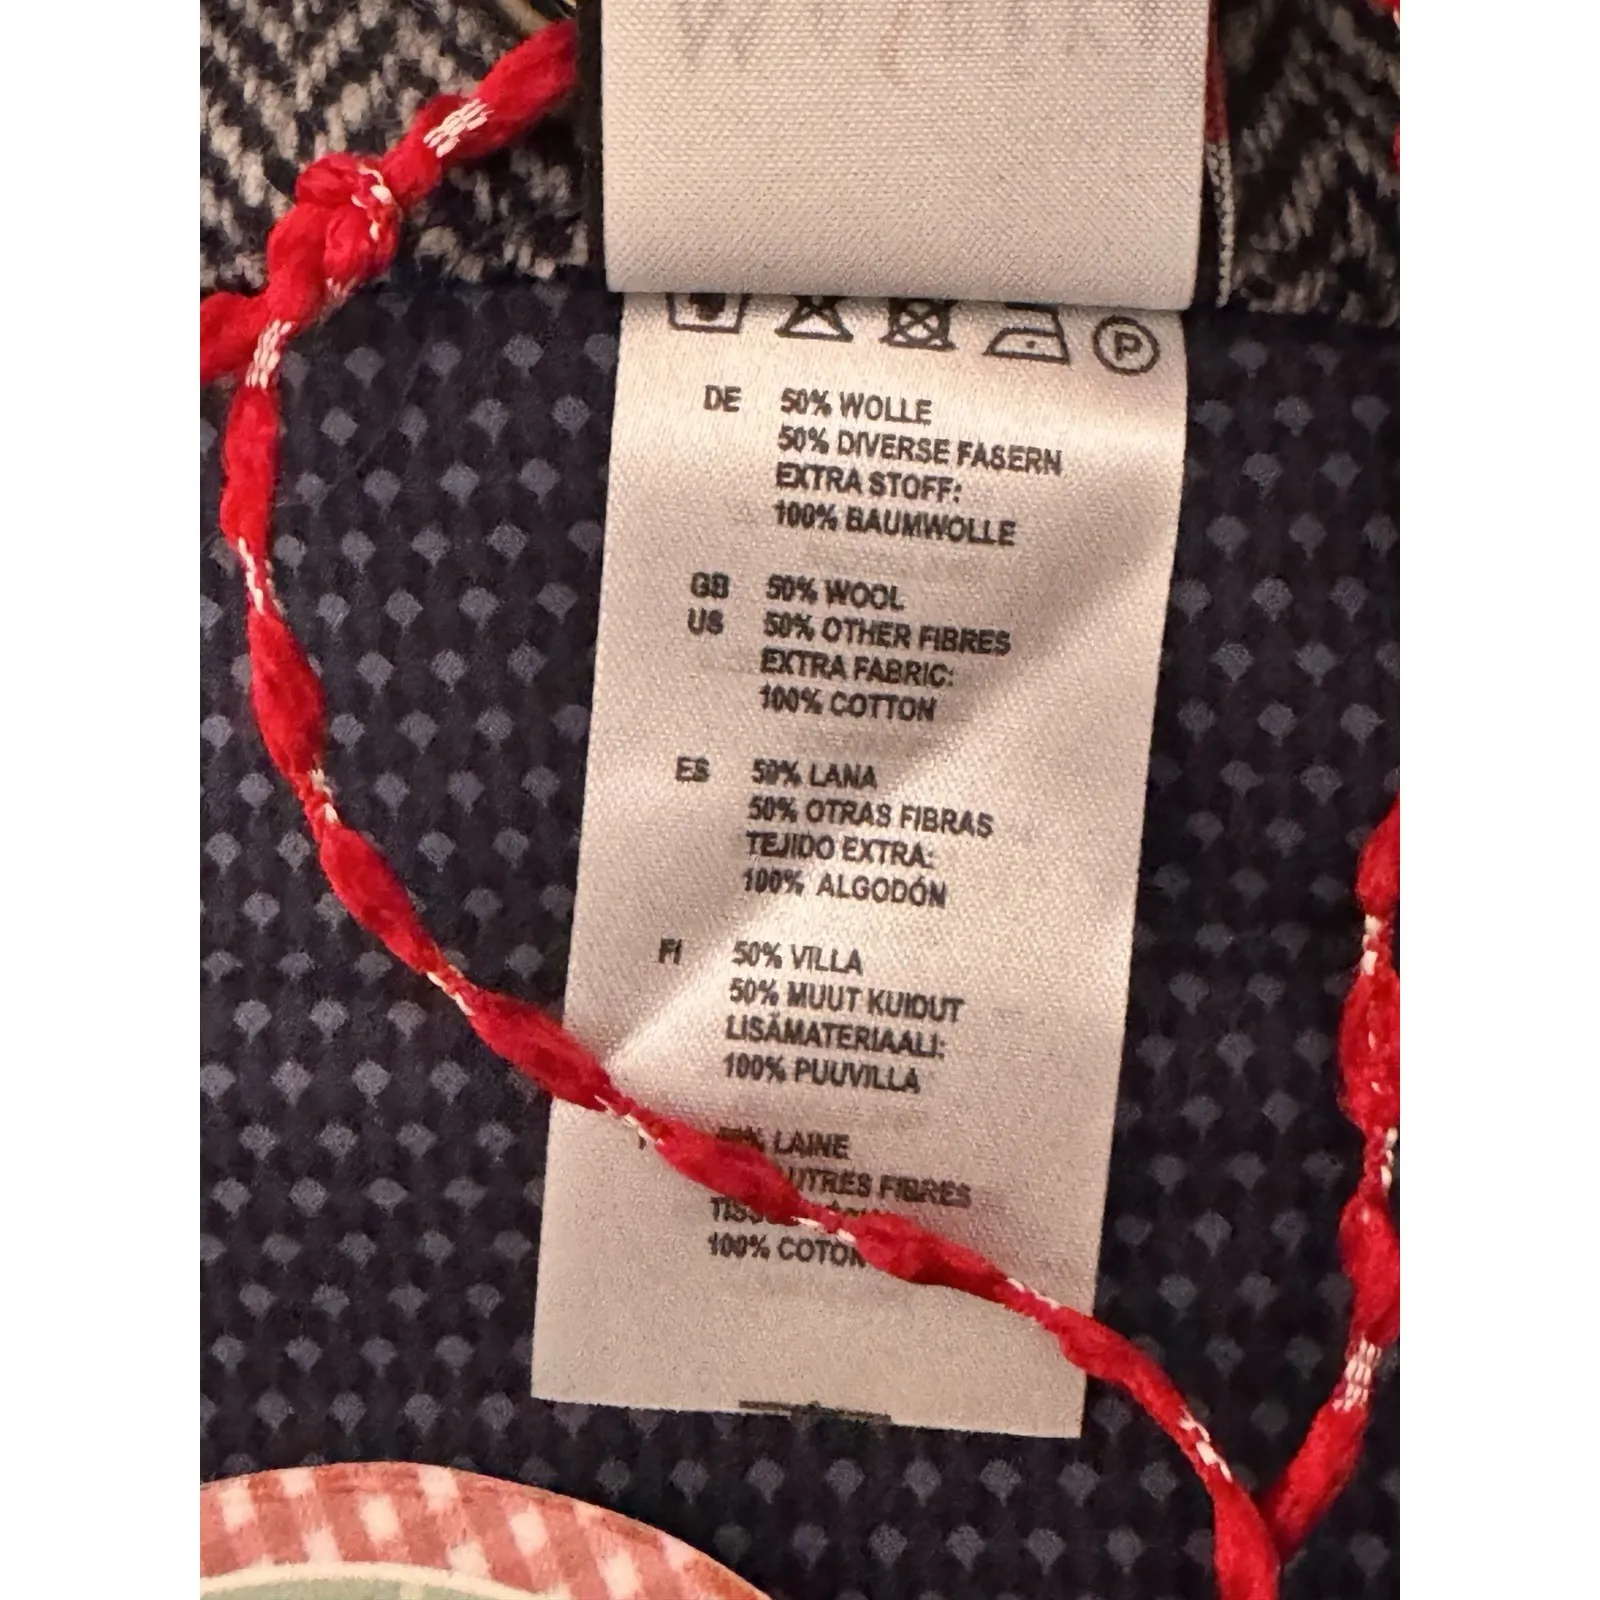 P
DE 50% WOLLE
50% DIVERSE FASERN
EXTRA STOFF:
100% BAUMWOLLE
GB 50% WOOL
US 50% OTHER FIBRES
EXTRA FABRIC:
100% COTTON
ES 50% LANA
50% OTRAS FIBRAS
TEJIDO EXTRA:
100% ALGODÓN
FI 50% VILLA
50% MUUT KUIDUT
LISÄMATERIAALI:
100% PUUVILLA
LAINE
FIBRES
100% COTON